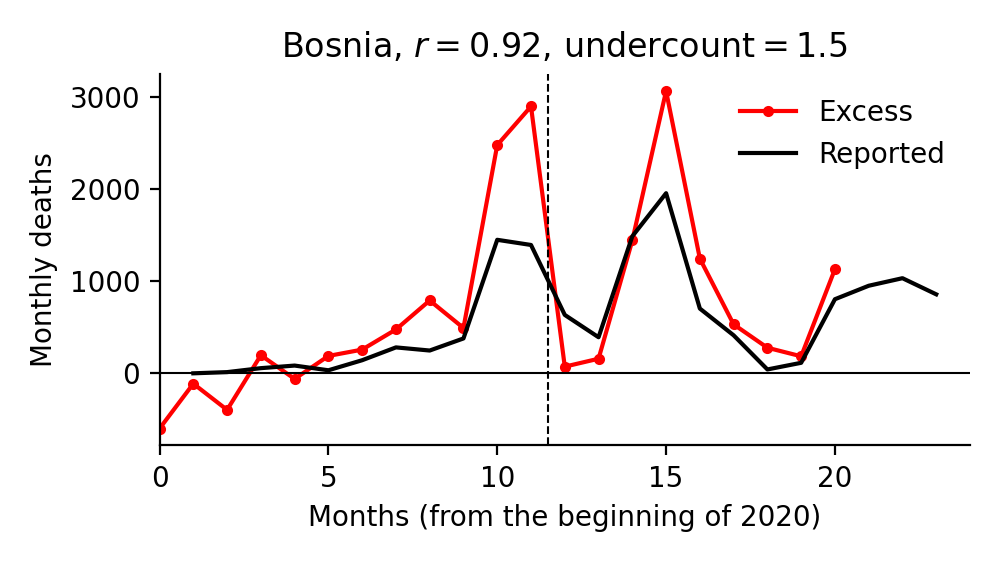 Bosnia, r = 0.92, undercount = 1.5
3000
2000
1000
0
Monthly deaths
Excess
Reported
0 5 10 15 20
Months (from the beginning of 2020)